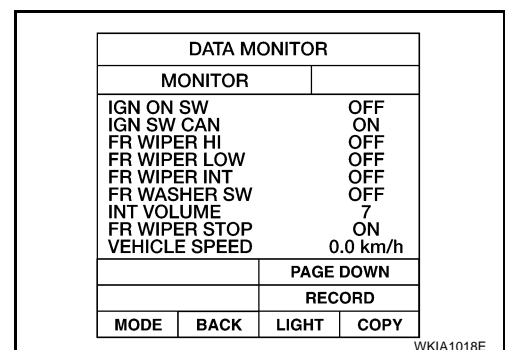 DATA MONITOR
MONITOR
IGN ON SW OFF
IGN SW CAN ON
FR WIPER HI OFF
FR WIPER LOW OFF
FR WIPER INT OFF
FR WASHER SW OFF
INT VOLUME 7
FR WIPER STOP ON
VEHICLE SPEED 0.0 km/h
PAGE DOWN
RECORD
MODE BACK LIGHT COPY
WKIA1018E